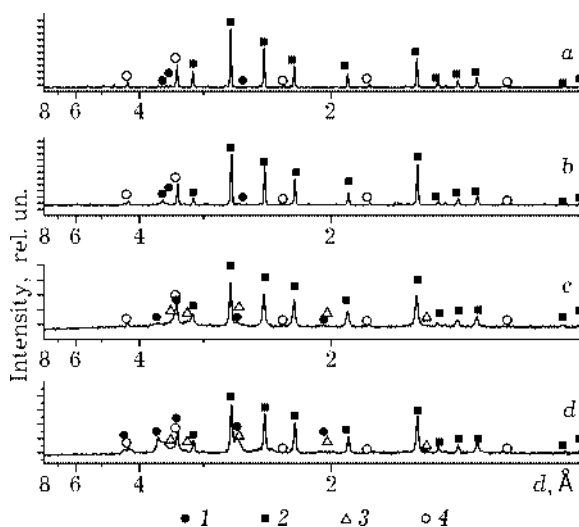 a
8 6 4 2
b
8 6 4 2
c
8 6 4 2
d
8 6 4 2 d, Å
Intensity, rel. un.
1 2 3 4